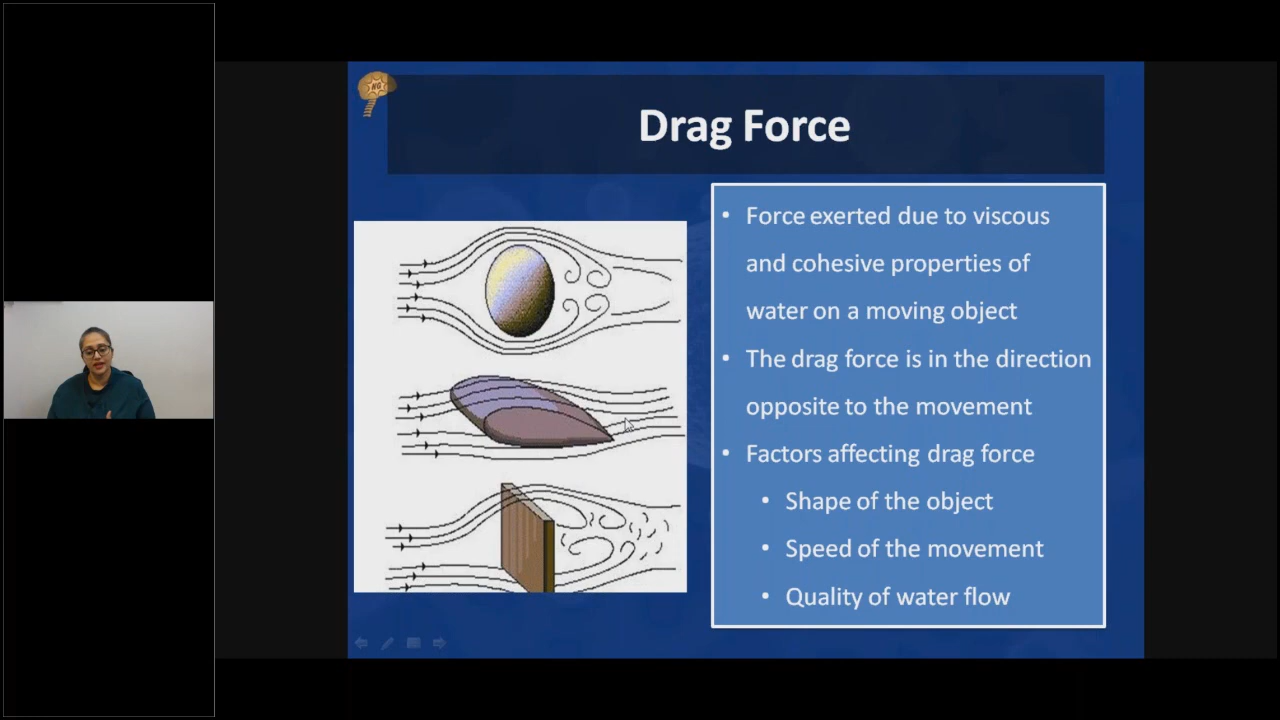 NG
Drag Force
• Force exerted due to viscous
and cohesive properties of
water on a moving object
• The drag force is in the direction
opposite to the movement
• Factors affecting drag force
• Shape of the object
• Speed of the movement
• Quality of water flow